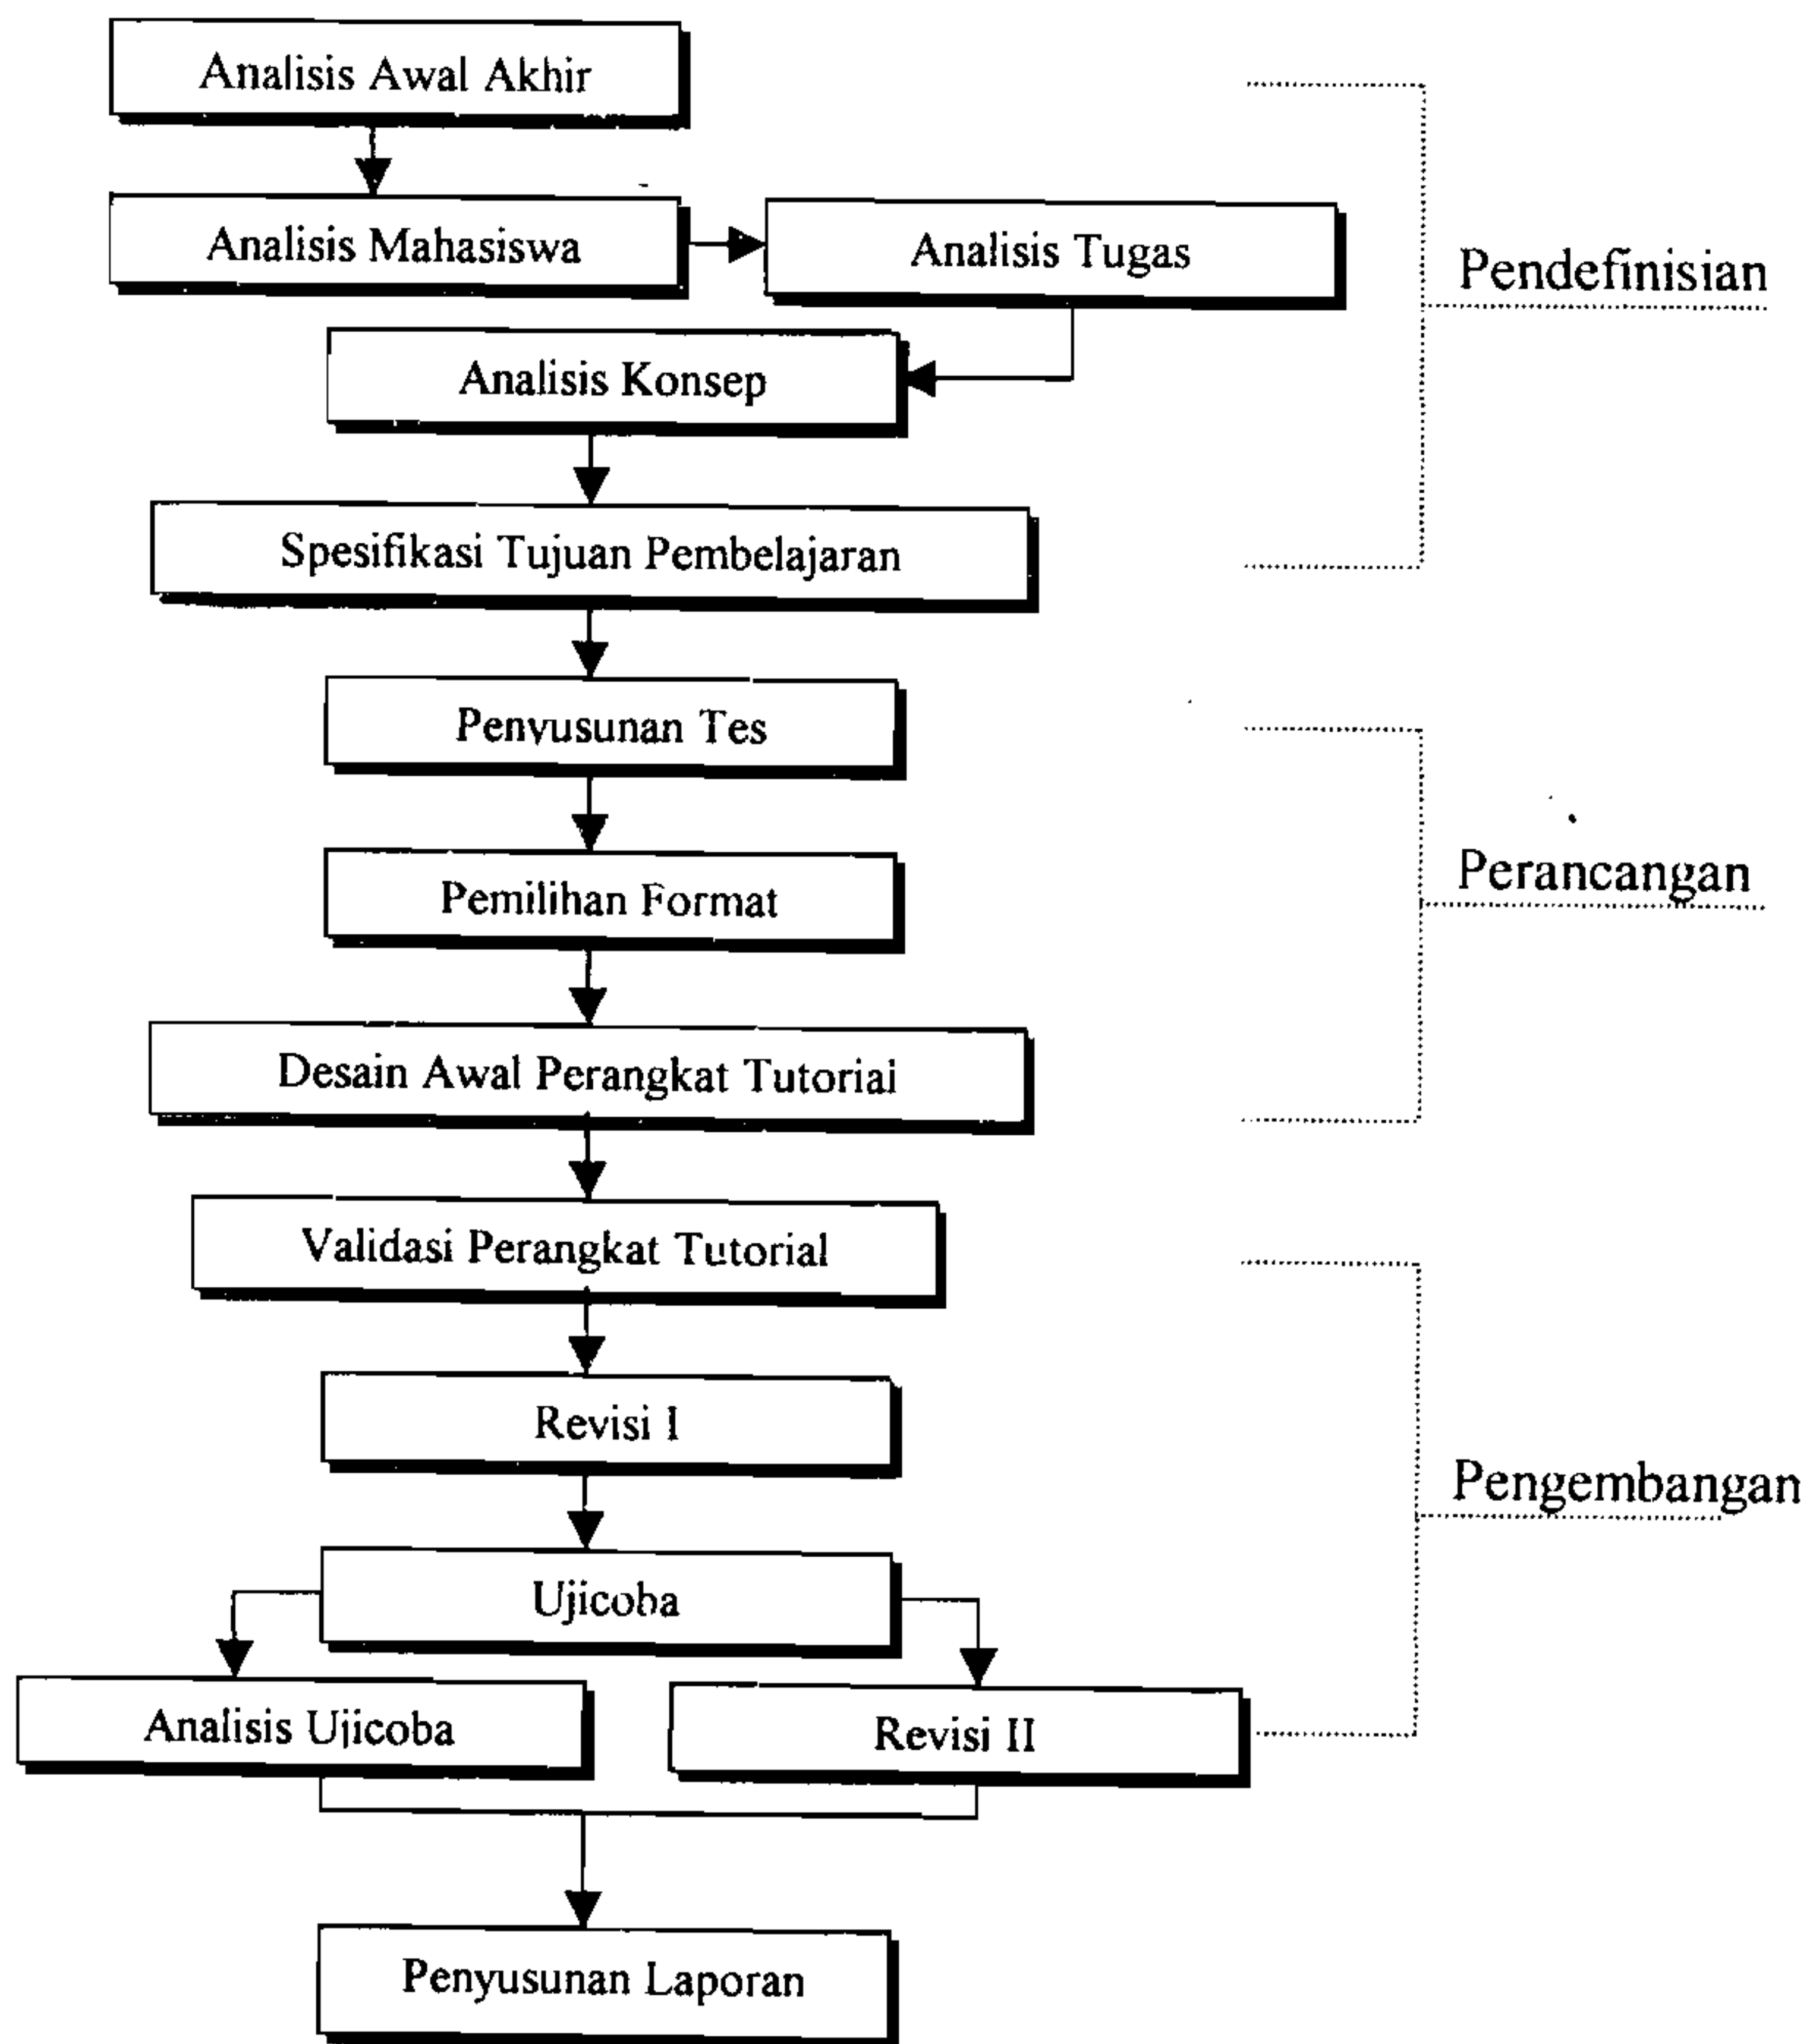 Analisis Awal Akhir
Analisis Mahasiswa
Analisis Tugas
Pendefinisian
Analisis Konsep
Spesifikasi Tujuan Pembelajaran
Penyusunan Tes
Pemilihan Format
Perancangan
Desain Awal Perangkat Tutorial
Validasi Perangkat Tutorial
Revisi I
Pengembangan
Ujicoba
Analisis Ujicoba
Revisi II
Penyusunan Laporan